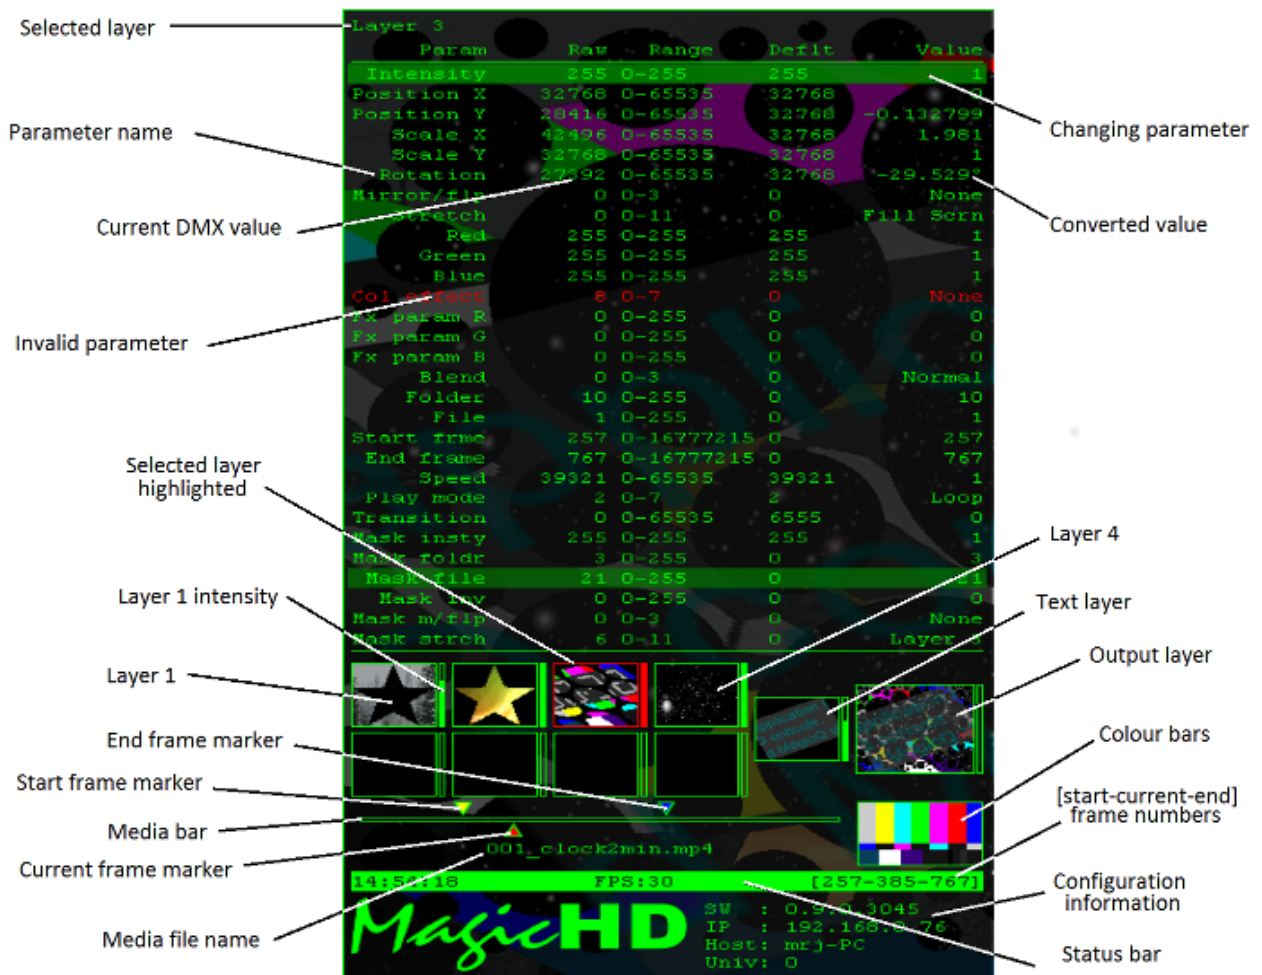 Selected layer
Layer 3
Param Raw Range Deflt Value
Intensity 255 0-255 255 1
Position X 32768 0-65535 32768 0
Position Y 28416 0-65535 32768 -0.132799
Changing parameter
Parameter name
Scale X 42496 0-65535 32768 1.981
Scale Y 32768 0-65535 32768 1
Rotation 27392 0-65535 32768 -29.529°
Mirror/flp 0 0-3 0 None
Current DMX value
Stretch 0 0-11 0 Fill Scrn
Converted value
Red 255 0-255 255 1
Green 255 0-255 255 1
Blue 255 0-255 255 1
Col effect 8 0-7 0 None
Fx param R 0 0-255 0 0
Invalid parameter
Fx param G 0 0-255 0 0
Fx param B 0 0-255 0 0
Blend 0 0-3 0 Normal
Folder 10 0-255 0 10
File 1 0-255 0 1
Start frme 257 0-16777215 0 257
End frame 767 0-16777215 0 767
Selected layer
highlighted
Speed 39321 0-65535 39321 1
Play mode 2 0-7 2 Loop
Transition 0 0-65535 6555 0
Mask insty 255 0-255 255 1
Layer 4
Mask foldr 3 0-255 0 3
Mask file 21 0-255 0 21
Layer 1 intensity
Mask inv 0 0-255 0 0
Text layer
Mask m/flp 0 0-3 0 None
Mask strch 6 0-11 0 Layer
Output layer
Layer 1
End frame marker
Colour bars
Start frame marker
[start-current-end]
frame numbers
Media bar
Current frame marker
001_clock2min.mp4
14:54:18 FPS:30 [257-385-767]
Configuration
information
Media file name
MagicHD
SW : 0.9.0.3045
IP : 192.168.0.76
Host: mrj-PC
Univ: 0
Status bar